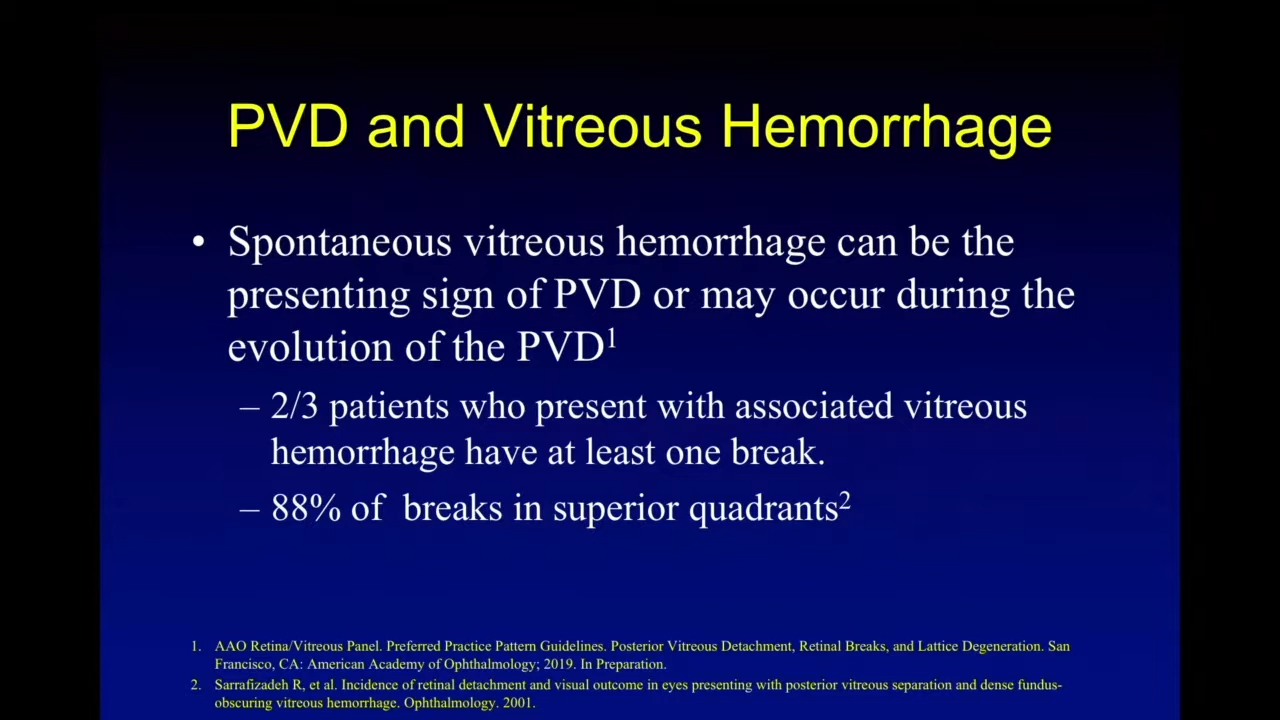 PVD and Vitreous Hemorrhage
• Spontaneous vitreous hemorrhage can be the
presenting sign of PVD or may occur during the
evolution of the PVD¹
– 2/3 patients who present with associated vitreous
hemorrhage have at least one break.
– 88% of  breaks in superior quadrants²
1. AAO Retina/Vitreous Panel. Preferred Practice Pattern Guidelines. Posterior Vitreous Detachment, Retinal Breaks, and Lattice Degeneration. San
Francisco, CA: American Academy of Ophthalmology; 2019. In Preparation.
2. Sarrafizadeh R, et al. Incidence of retinal detachment and visual outcome in eyes presenting with posterior vitreous separation and dense fundus-
obscuring vitreous hemorrhage. Ophthalmology. 2001.